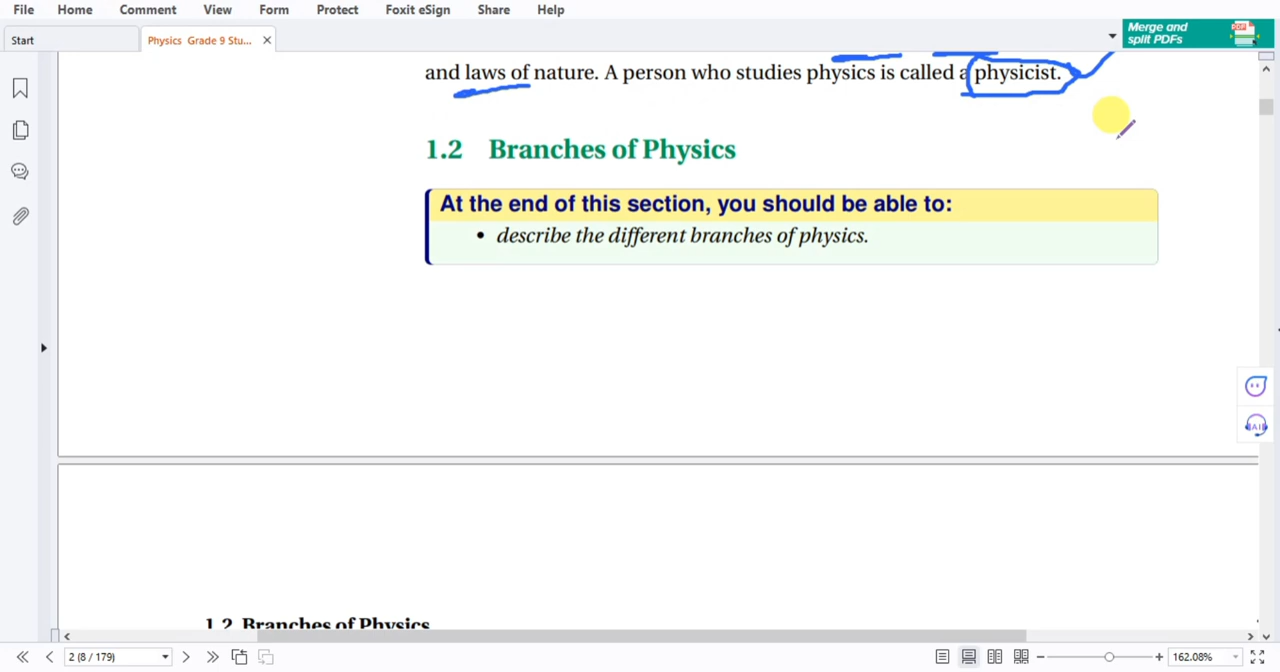 File Home Comment View Form Protect Foxit eSign Share Help
Start
Physics Grade 9 Stu...
Merge and
split PDFs
and laws of nature. A person who studies physics is called a physicist.
1.2 Branches of Physics
At the end of this section, you should be able to:
• describe the different branches of physics.
1.2 Branches of Physics
2 (8 / 179)
162.08%